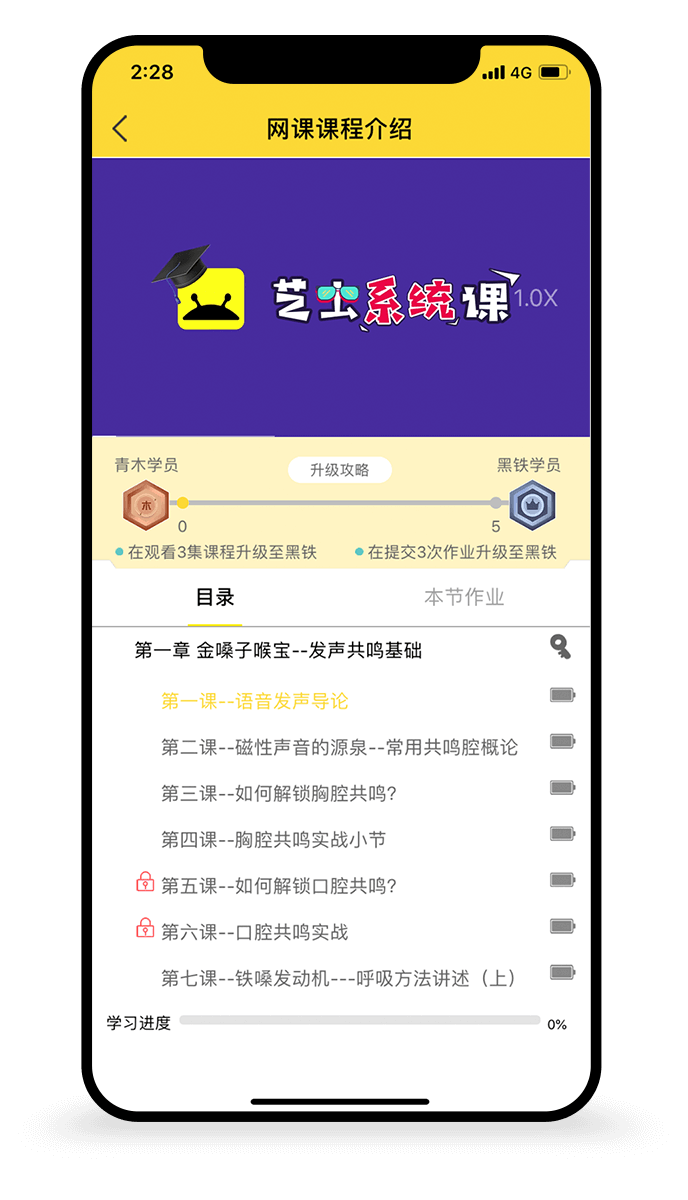 2:28
4G
网课课程介绍
芝士系统课
1.0X
青木学员
升级攻略
黑铁学员
木
0
5
在观看3集课程升级至黑铁
在提交3次作业升级至黑铁
目录
本节作业
第一章 金嗓子喉宝--发声共鸣基础
第一课--语音发声导论
第二课--磁性声音的源泉--常用共鸣腔概论
第三课--如何解锁胸腔共鸣?
第四课--胸腔共鸣实战小节
第五课--如何解锁口腔共鸣?
第六课--口腔共鸣实战
第七课--铁嗓发动机---呼吸方法讲述（上）
学习进度
0%